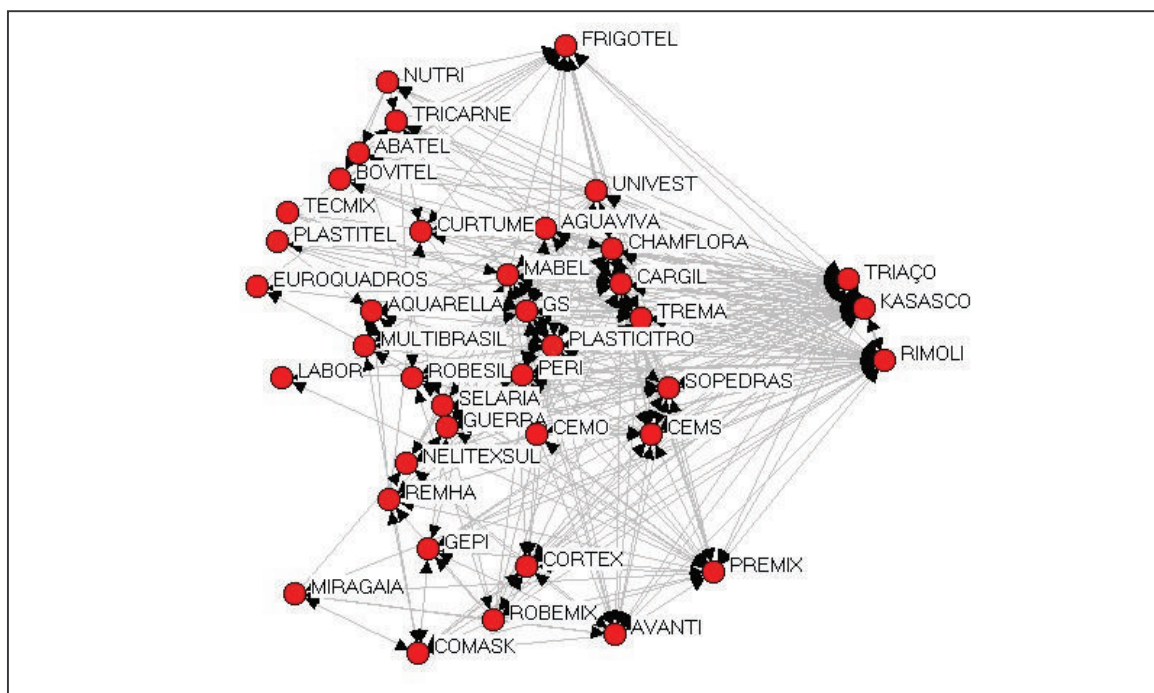 FRIGOTEL
NUTRI
TRICARNE
ABATEL
BOVITEL
UNIVEST
TECMIX
CURTUME
AGUAVIVA
PLASTITEL
CHAMFLORA
MABEL
CARGIL
TRIAÇO
EUROQUADROS
KASASCO
AQUARELLA
GS
TREMA
MULTIBRASIL
PLASTICITRO
RIMOLI
LABOR
ROBESIL
PERI
SOPEDRAS
SELARIA
GUERRA
CEMO
CEMS
NELITEXSUL
REMHA
GEPI
CORTEX
PREMIX
MIRAGAIA
ROBEMIX
AVANTI
COMASK